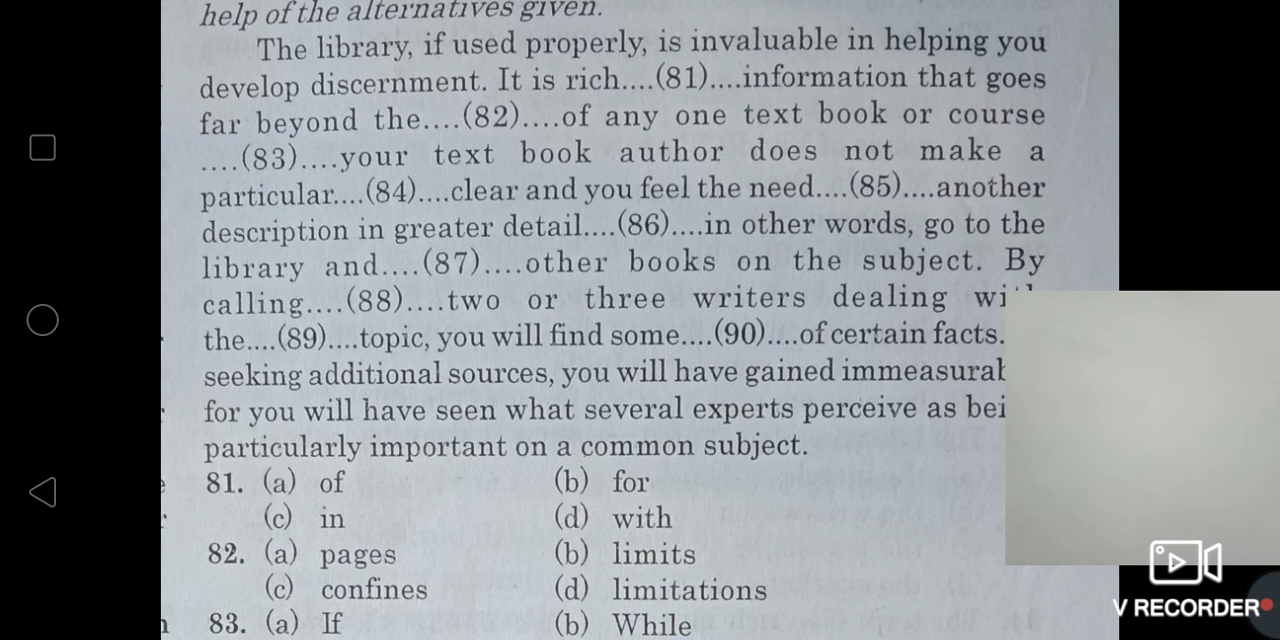 help of the alternatives given.
The library, if used properly, is invaluable in helping you
develop discernment. It is rich....(81)....information that goes
far beyond the....(82)....of any one text book or course
....(83)....your text book author does not make a
particular....(84)....clear and you feel the need....(85)....another
description in greater detail....(86)....in other words, go to the
library and....(87)....other books on the subject. By
calling....(88)....two or three writers dealing
the....(89)....topic, you will find some....(90)....of certain facts.
seeking additional sources, you will have gained
for you will have seen what several experts perceive as
particularly important on a common subject.
81. (a) of (b) for
(c) in (d) with
82. (a) pages (b) limits
(c) confines (d) limitations
83. (a) If (b) While
V RECORDER